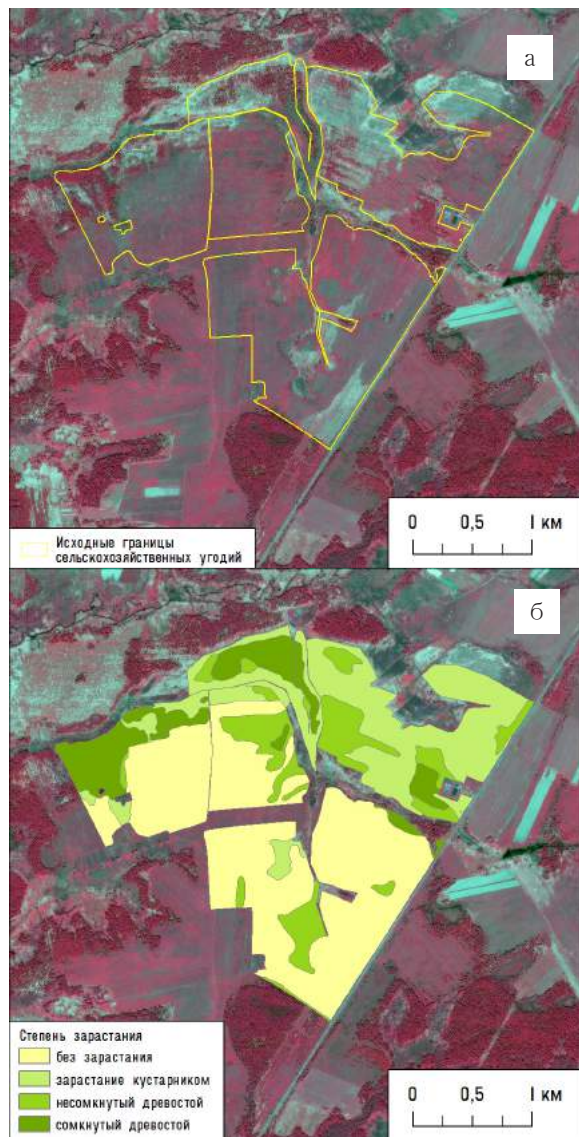 а
0 0,5 1 км
Исходные границы
сельскохозяйственных угодий
б
Степень зарастания
без зарастания
зарастание кустарником
несомкнутый древостой
сомкнутый древостой
0 0,5 1 км